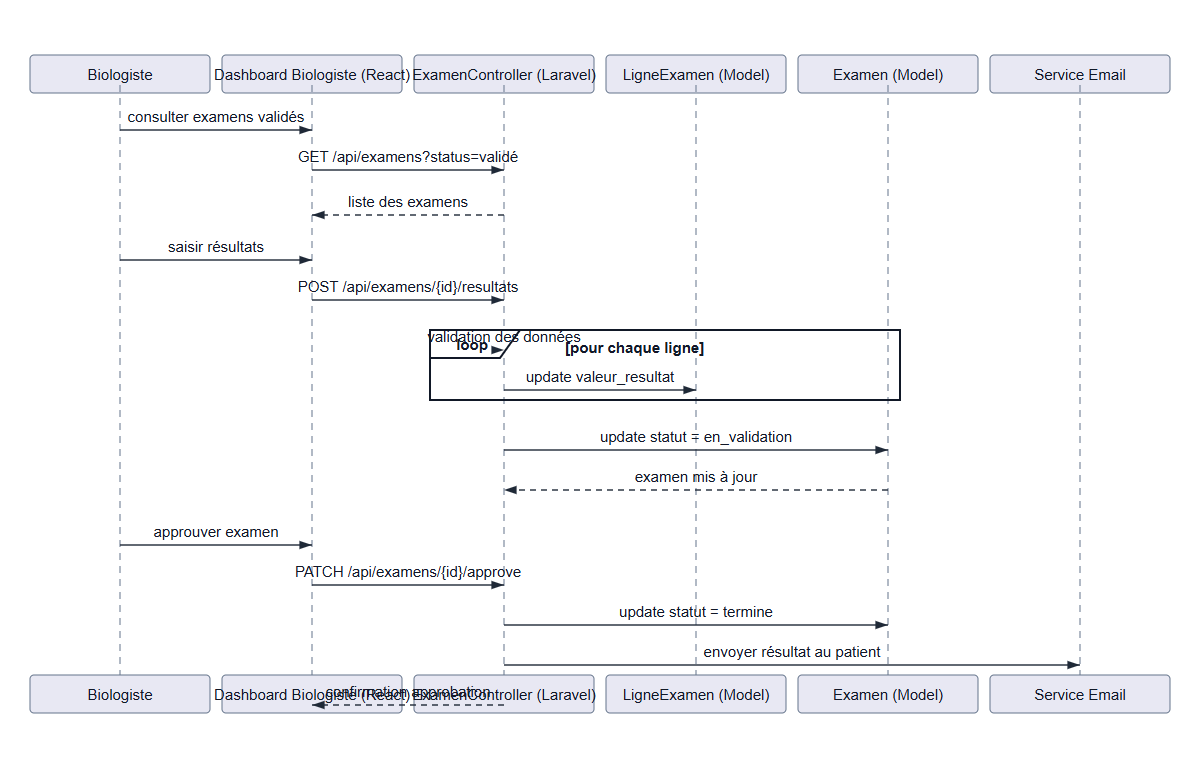 Biologiste
Dashboard Biologiste (React)
ExamenController (Laravel)
LigneExamen (Model)
Examen (Model)
Service Email
consulter examens validés
GET /api/examens?status=validé
liste des examens
saisir résultats
POST /api/examens/{id}/resultats
validation des données
loop
[pour chaque ligne]
update valeur_resultat
update statut = en_validation
examen mis à jour
approuver examen
PATCH /api/examens/{id}/approve
update statut = termine
envoyer résultat au patient
Biologiste
Dashboard Biologiste (React)
confirmation approbation
ExamenController (Laravel)
LigneExamen (Model)
Examen (Model)
Service Email